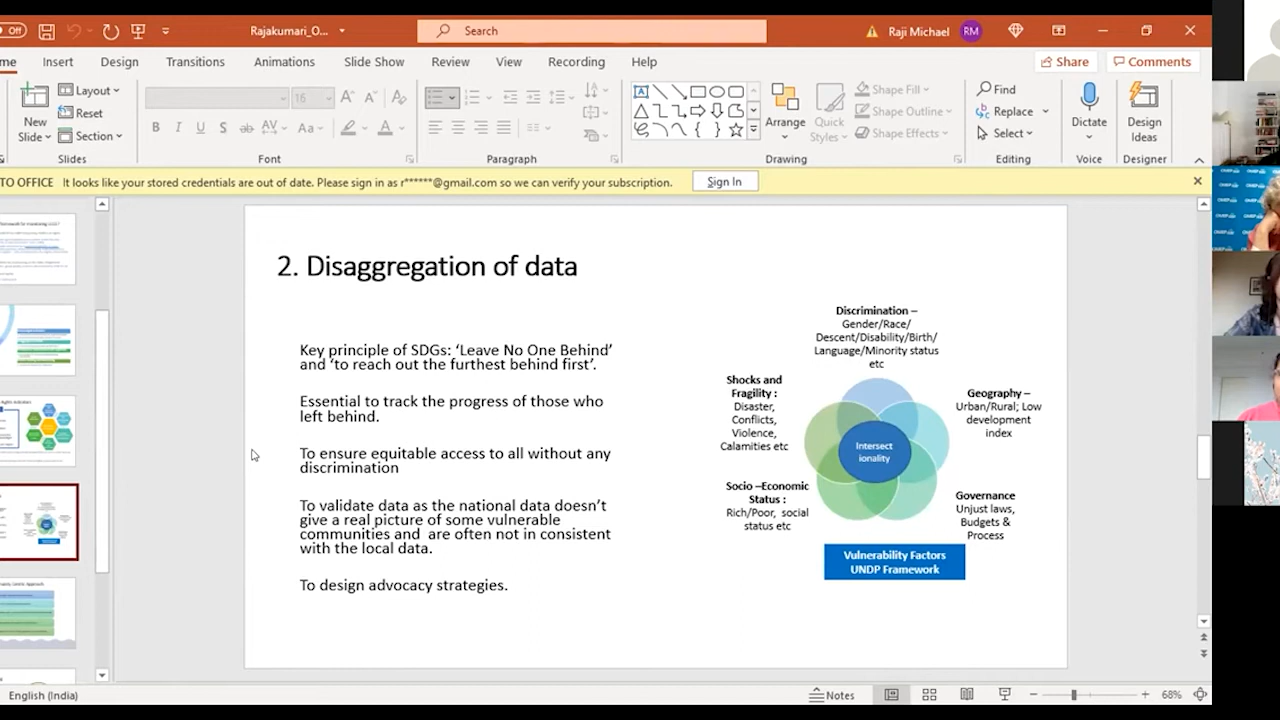 Off
Rajakumari_O...
Search
Raji Michael
RM
me
Insert
Design
Transitions
Animations
Slide Show
Review
View
Recording
Help
Share
Comments
New
Slide
Layout
Reset
Section
Slides
16
B I U S ab AV Aa A
Font
Paragraph
Arrange
Quick
Styles
Shape Fill
Shape Outline
Shape Effects
Drawing
Find
Replace
Select
Editing
Dictate
Voice
Design
Ideas
Designer
TO OFFICE It looks like your stored credentials are out of date. Please sign in as r******@gmail.com so we can verify your subscription.
Sign In
2. Disaggregation of data
Key principle of SDGs: ‘Leave No One Behind’
and ‘to reach out the furthest behind first’.
Essential to track the progress of those who
left behind.
To ensure equitable access to all without any
discrimination
To validate data as the national data doesn’t
give a real picture of some vulnerable
communities and are often not in consistent
with the local data.
To design advocacy strategies.
Discrimination –
Gender/Race/
Descent/Disability/Birth/
Language/Minority status
etc
Shocks and
Fragility :
Disaster,
Conflicts,
Violence,
Calamities etc
Geography –
Urban/Rural; Low
development
index
Intersect
ionality
Socio –Economic
Status :
Rich/Poor, social
status etc
Governance
Unjust laws,
Budgets &
Process
Vulnerability Factors
UNDP Framework
English (India)
Notes
68%